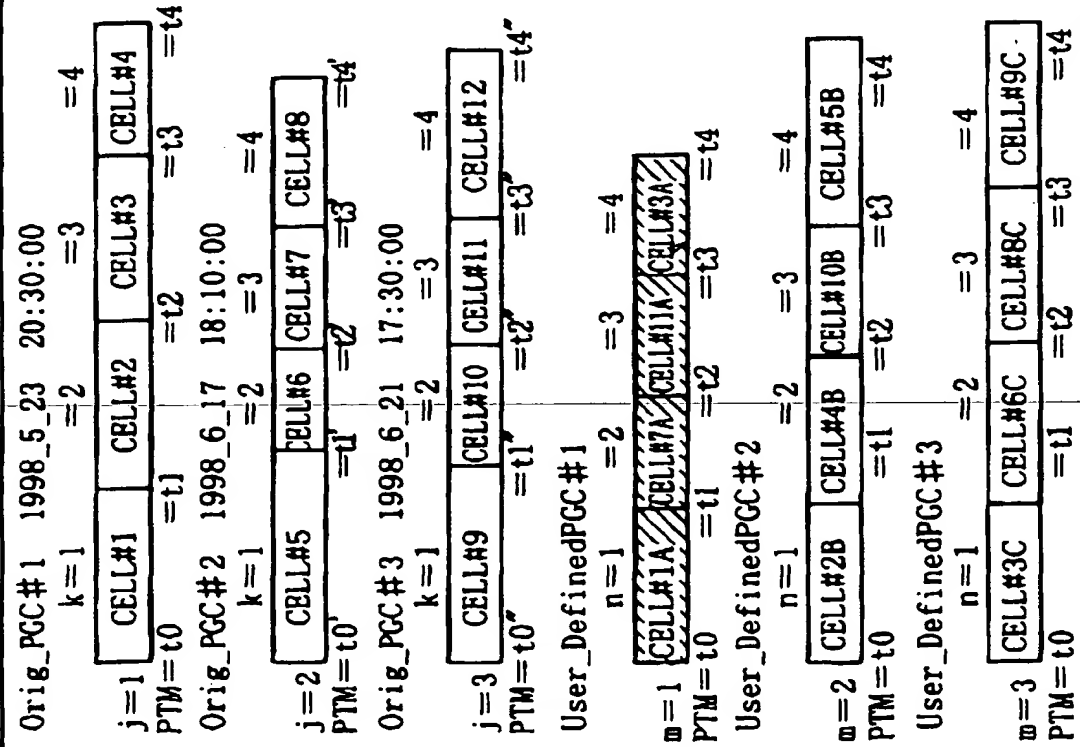 Orig_PGC#1 1998_5_23 20:30:00
k=1 =2 =3 =4
j=1 CELL#1 CELL#2 CELL#3 CELL#4
PTM=t0 =t1 =t2 =t3 =t4
Orig_PGC#2 1998_6_17 18:10:00
k=1 =2 =3 =4
j=2 CELL#5 CELL#6 CELL#7 CELL#8
PTM=t0' =t1' =t2' =t3' =t4'
Orig_PGC#3 1998_6_21 17:30:00
k=1 =2 =3 =4
j=3 CELL#9 CELL#10 CELL#11 CELL#12
PTM=t0" =t1" =t2" =t3" =t4"
User_DefinedPGC#1
n=1 =2 =3 =4
m=1 CELL#1A CELL#7A CELL#11A CELL#3A
PTM=t0 =t1 =t2 =t3 =t4
User_DefinedPGC#2
n=1 =2 =3 =4
m=2 CELL#2B CELL#4B CELL#10B CELL#5B
PTM=t0 =t1 =t2 =t3 =t4
User_DefinedPGC#3
n=1 =2 =3 =4
m=3 CELL#3C CELL#6C CELL#8C CELL#9C
PTM=t0 =t1 =t2 =t3 =t4